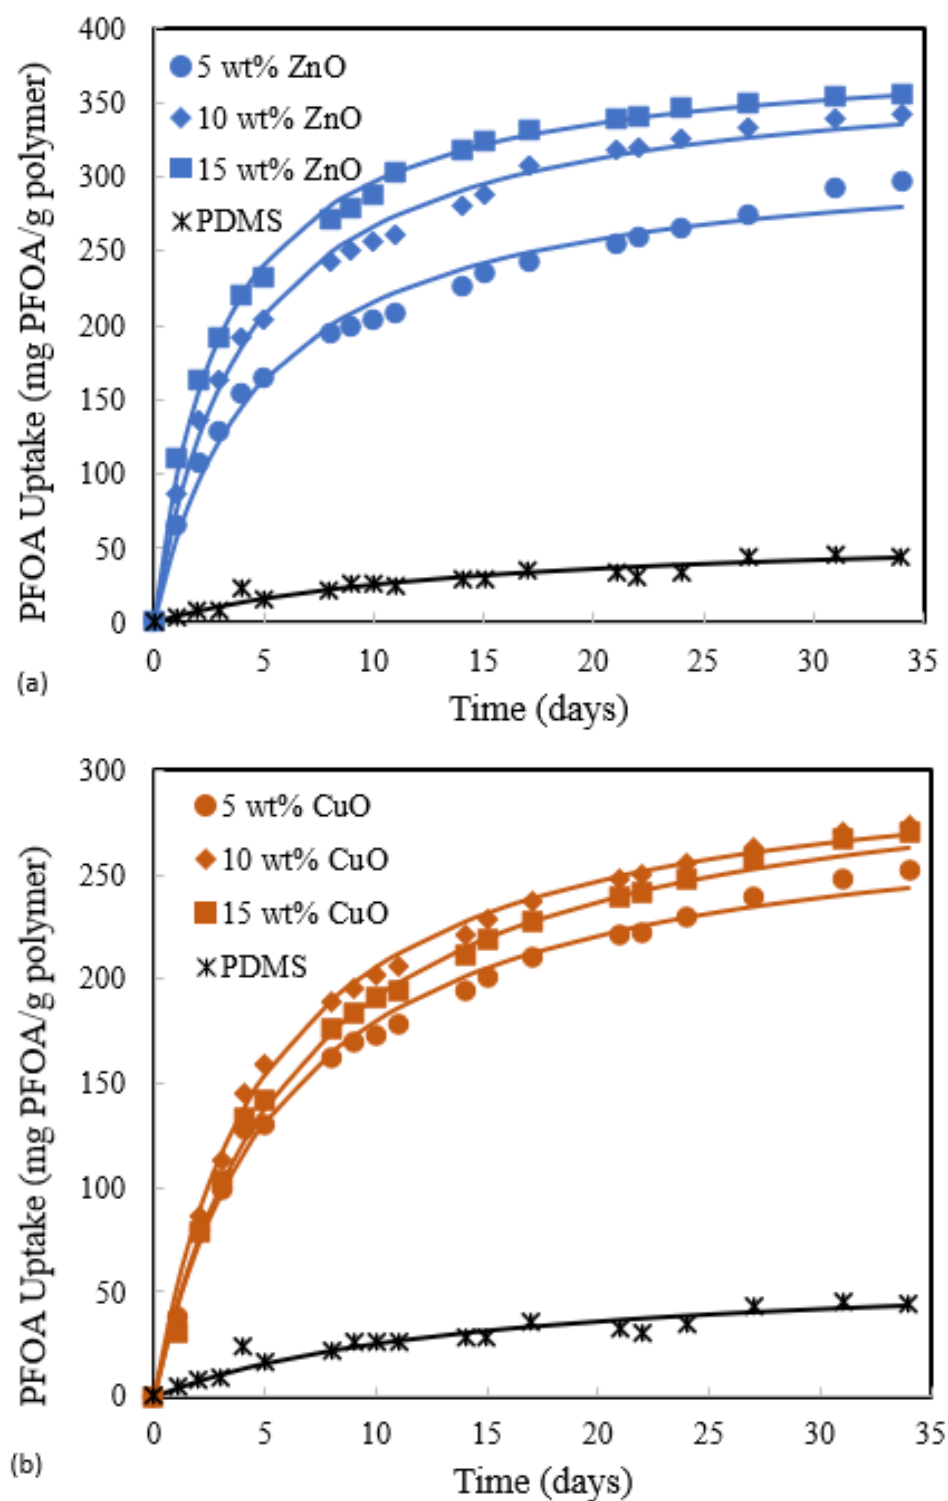 PFOA Uptake (mg PFOA/g polymer)
400
350
300
250
200
150
100
50
0
5 wt% ZnO
10 wt% ZnO
15 wt% ZnO
PDMS
0 5 10 15 20 25 30 35
Time (days)
(a)
PFOA Uptake (mg PFOA/g polymer)
300
250
200
150
100
50
0
5 wt% CuO
10 wt% CuO
15 wt% CuO
PDMS
0 5 10 15 20 25 30 35
Time (days)
(b)